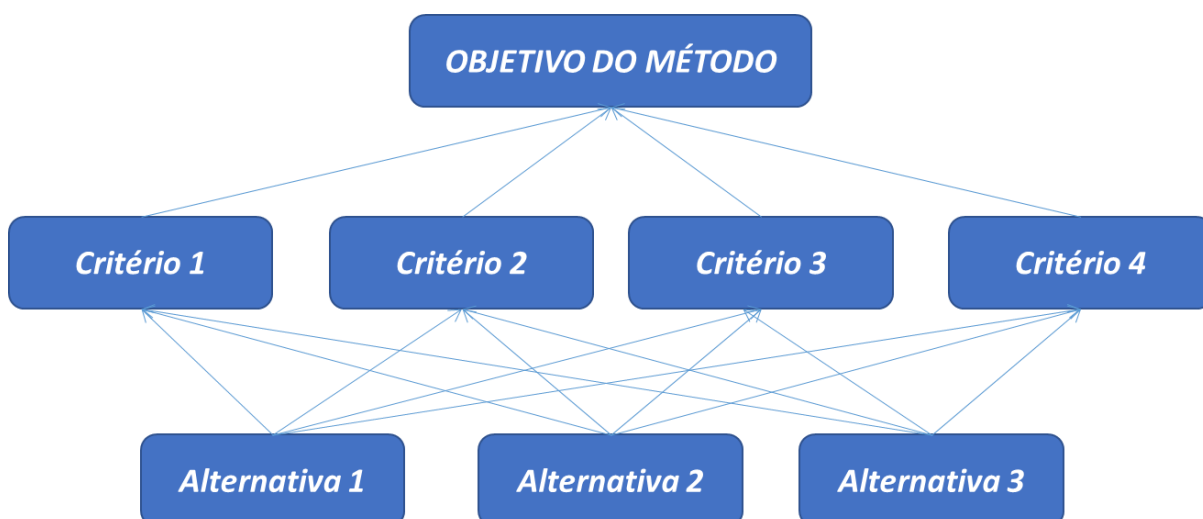 OBJETIVO DO MÉTODO
Critério 1
Critério 2
Critério 3
Critério 4
Alternativa 1
Alternativa 2
Alternativa 3